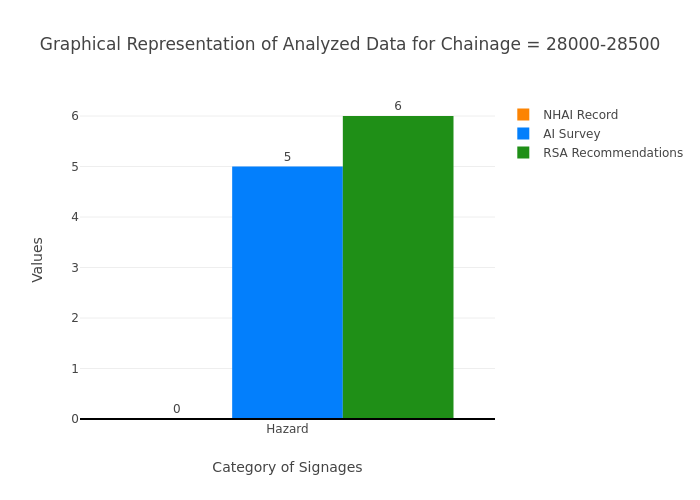 Graphical Representation of Analyzed Data for Chainage = 28000-28500
NHAI Record
AI Survey
RSA Recommendations
6
5
4
3
2
1
0
Values
0
5
6
Hazard
Category of Signages